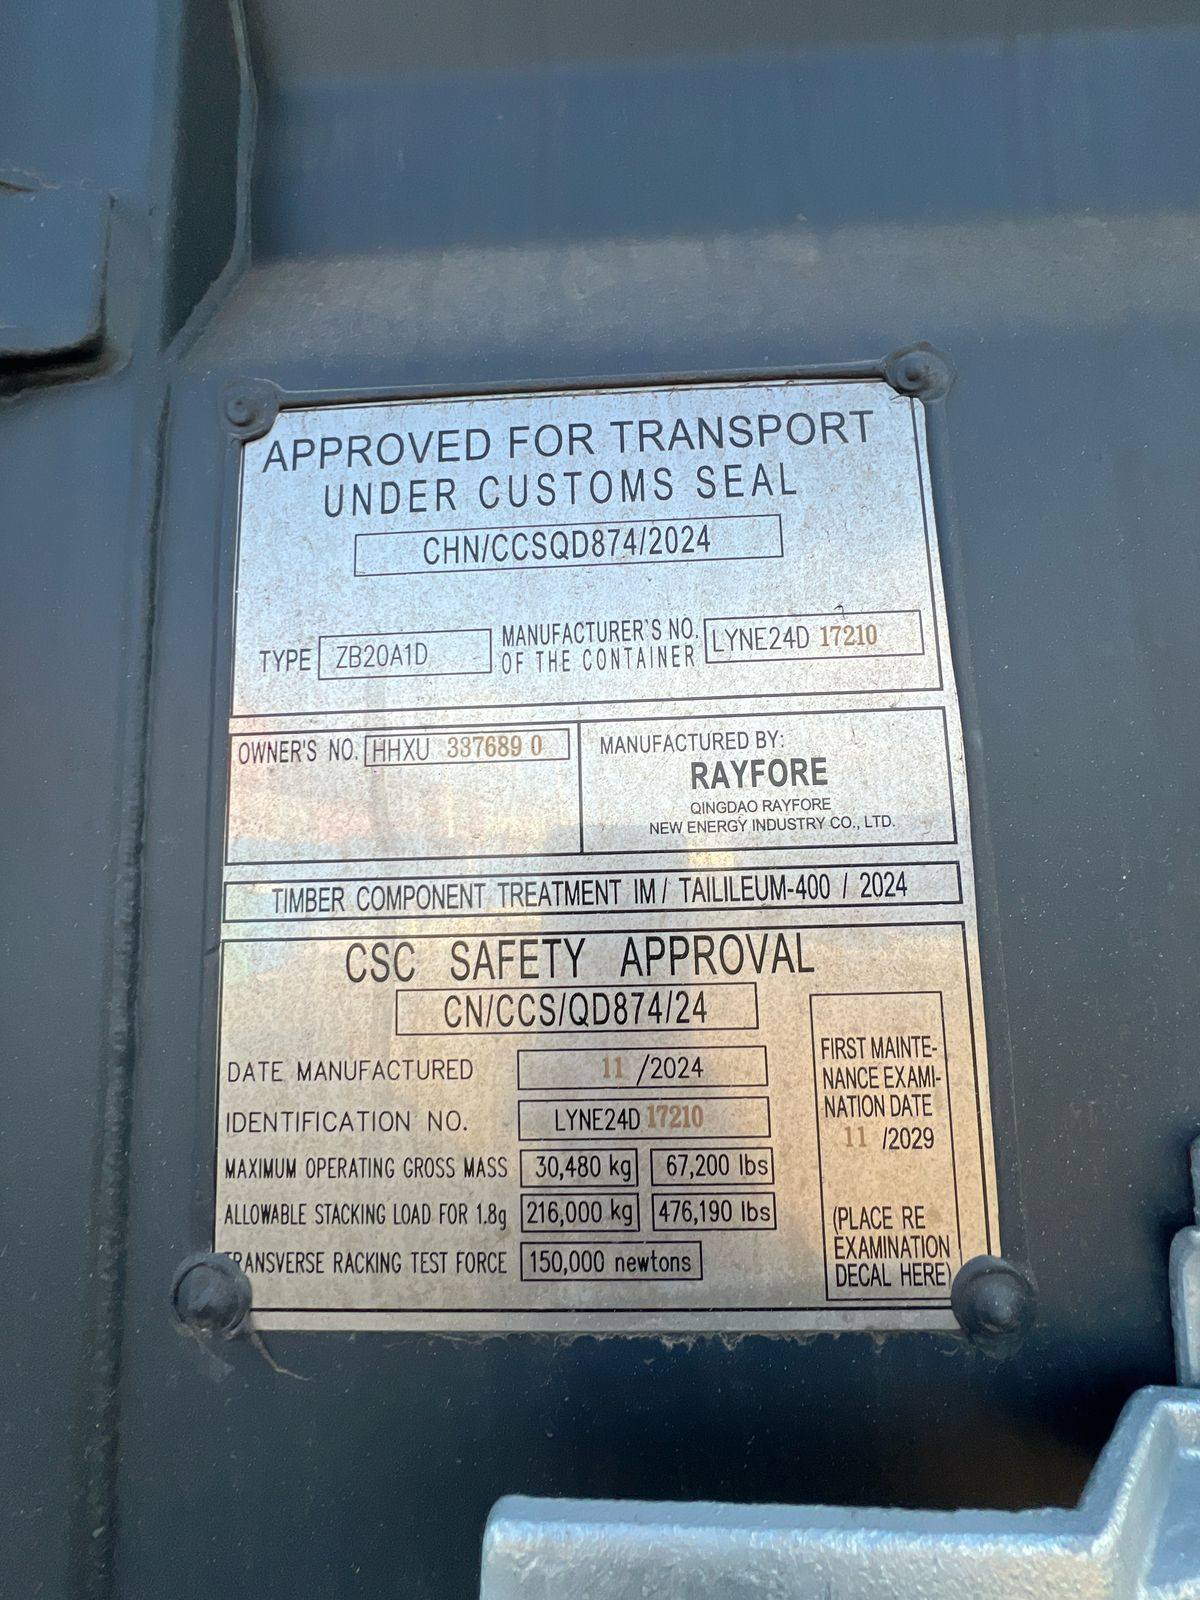 APPROVED FOR TRANSPORT
UNDER CUSTOMS SEAL
CHN/CCSQD874/2024
TYPE ZB20A1D MANUFACTURER'S NO. OF THE CONTAINER LYNE24D 17210
OWNER'S NO. HHXU 337689 0
MANUFACTURED BY:
RAYFORE
QINGDAO RAYFORE
NEW ENERGY INDUSTRY CO., LTD.
TIMBER COMPONENT TREATMENT IM / TAILILEUM-400 / 2024
CSC SAFETY APPROVAL
CN/CCS/QD874/24
DATE MANUFACTURED 11 /2024
IDENTIFICATION NO. LYNE24D 17210
MAXIMUM OPERATING GROSS MASS 30,480 kg 67,200 lbs
ALLOWABLE STACKING LOAD FOR 1.8g 216,000 kg 476,190 lbs
TRANSVERSE RACKING TEST FORCE 150,000 newtons
FIRST MAINTE-
NANCE EXAMI-
NATION DATE
11 /2029
(PLACE RE
EXAMINATION
DECAL HERE)